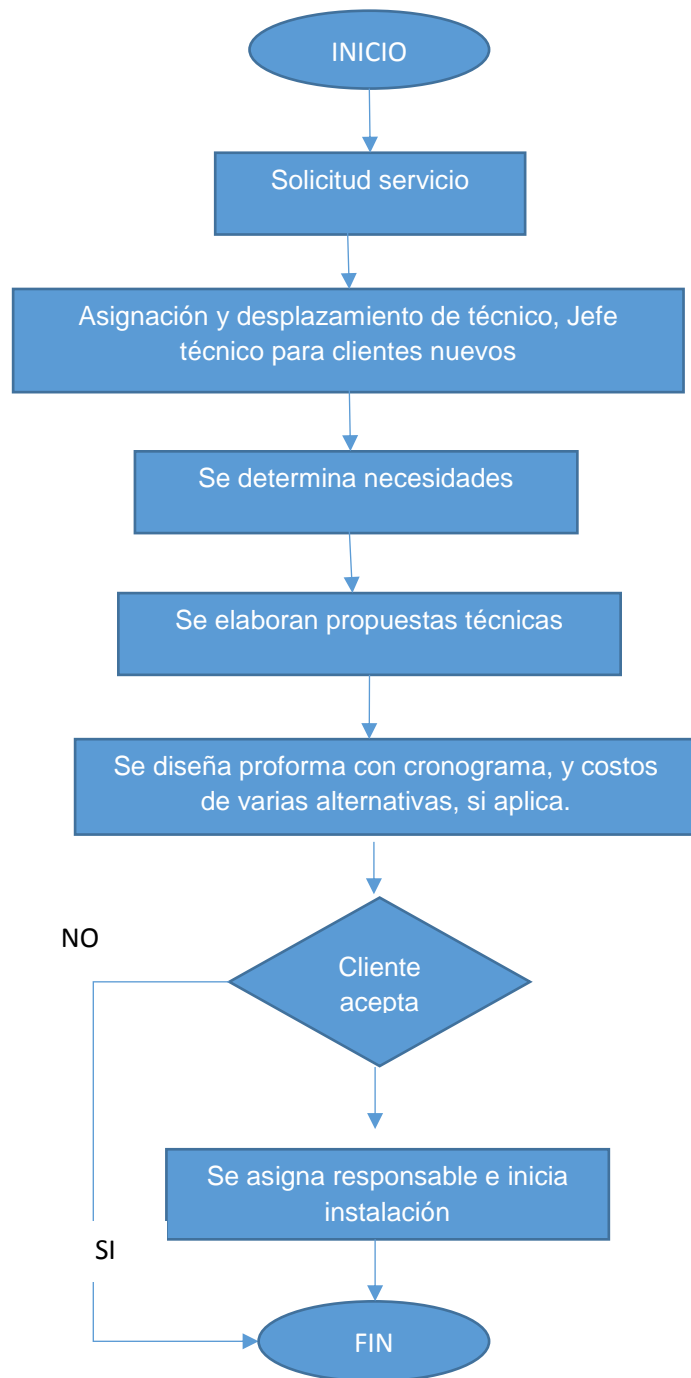 INICIO
Solicitud servicio
Asignación y desplazamiento de técnico, Jefe
técnico para clientes nuevos
Se determina necesidades
Se elaboran propuestas técnicas
Se diseña proforma con cronograma, y costos
de varias alternativas, si aplica.
NO
Cliente
acepta
Se asigna responsable e inicia
instalación
SI
FIN